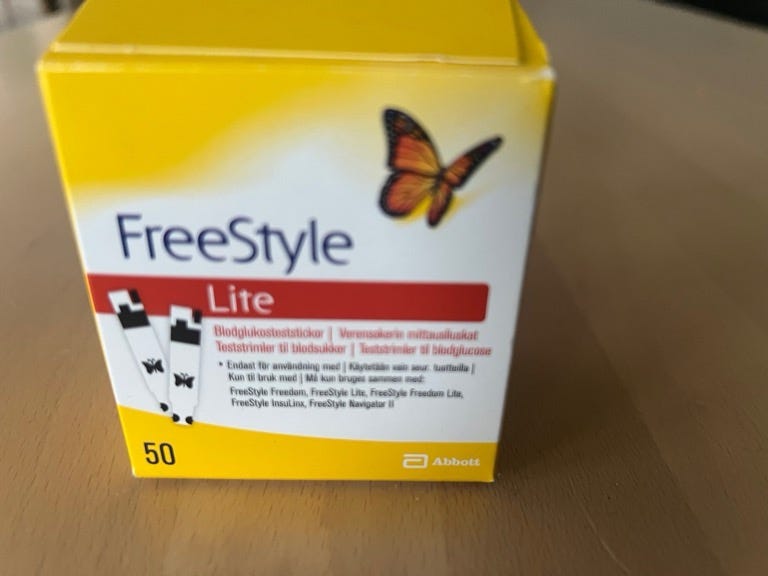 FreeStyle
Lite
Blodglukosteststickor | Verensokerin mittausliuskat
Teststrimler til blodsukker | Teststrimler til blodglucose
• Endast för användning med | Käytetään vain seur. tuotteilla |
Kun til bruk med | Må kun bruges sammen med:
FreeStyle Freedom, FreeStyle Lite, FreeStyle Freedom Lite,
FreeStyle InsuLinx, FreeStyle Navigator II
50
Abbott